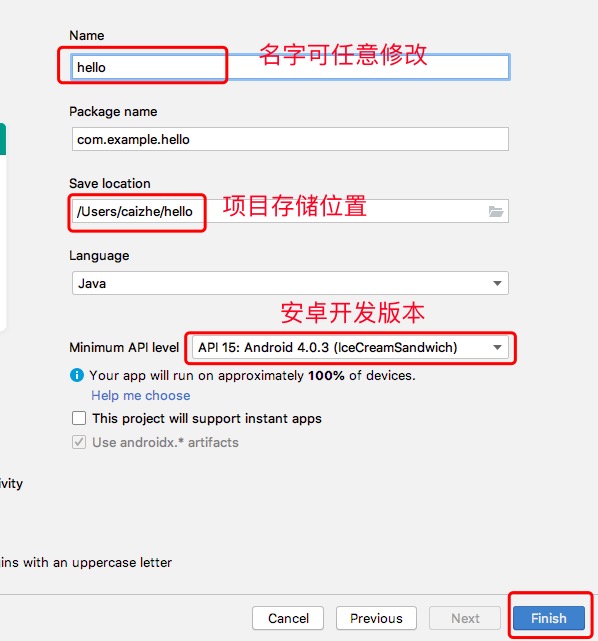 Name
名字可任意修改
hello
Package name
com.example.hello
Save location
项目存储位置
/Users/caizhe/hello
Language
Java
安卓开发版本
Minimum API level
API 15: Android 4.0.3 (IceCreamSandwich)
Your app will run on approximately 100% of devices.
Help me choose
This project will support instant apps
Use androidx.* artifacts
ivity
ins with an uppercase letter
Cancel
Previous
Next
Finish